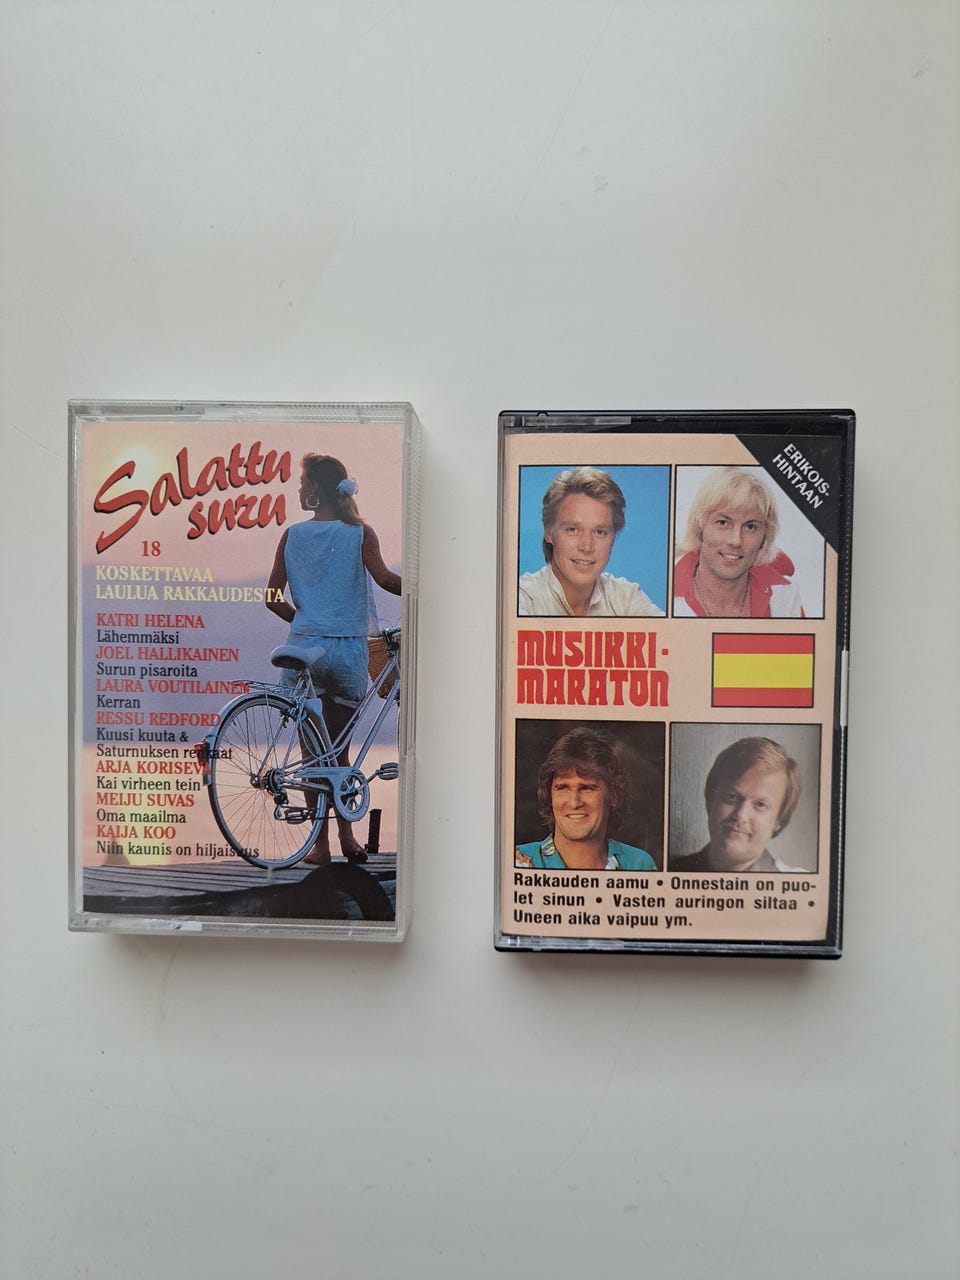 Salattu
suru
18
KOSKETTAVAA
LAULUA RAKKAUDESTA
KATRI HELENA
Lähemmäksi
JOEL HALLIKAINEN
Surun pisaroita
LAURA VOUTILAINEN
Kerran
RESSU REDFORD
Kuusi kuuta &
Saturnuksen renkaat
ARJA KORISEVA
Kai virheen tein
MEIJU SUVAS
Oma maailma
KAIJA KOO
Niin kaunis on hiljaisuus
ERIKOIS-
HINTAAN
MUSIIKKI-
MARATON
Rakkauden aamu • Onnestain on puo-
let sinun • Vasten auringon siltaa •
Uneen aika vaipuu ym.